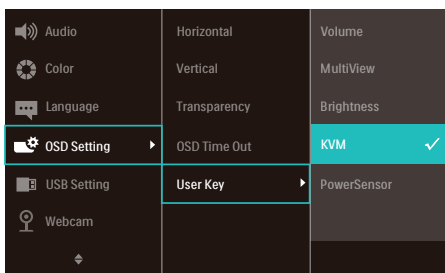 Audio
Color
Language
OSD Setting
USB Setting
Webcam
Horizontal
Vertical
Transparency
OSD Time Out
User Key
Volume
MultiView
Brightness
KVM
PowerSensor